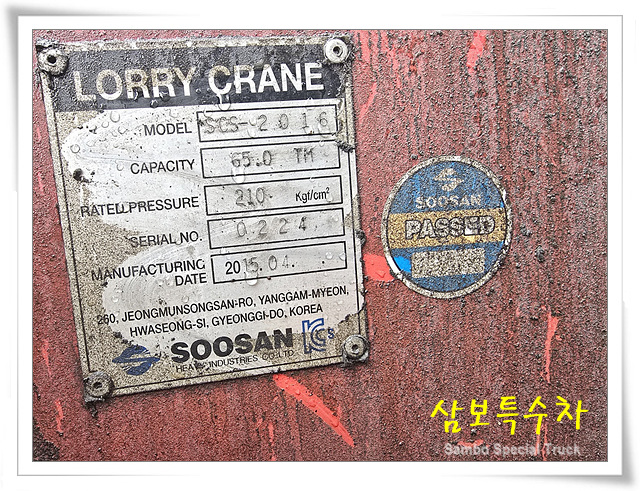 LORRY CRANE
MODEL SCS-2016
CAPACITY 65.0 TM
RATED PRESSURE 210 Kgf/cm²
SERIAL NO. 0224
MANUFACTURING DATE 2015.04.
260, JEONGMUNSONGSAN-RO, YANGGAM-MYEON,
HWASEONG-SI, GYEONGGI-DO, KOREA
SOOSAN
HEAVY INDUSTRIES CO.,LTD
S
SOOSAN
PASSED
삼보특수차
Sambo Special Truck